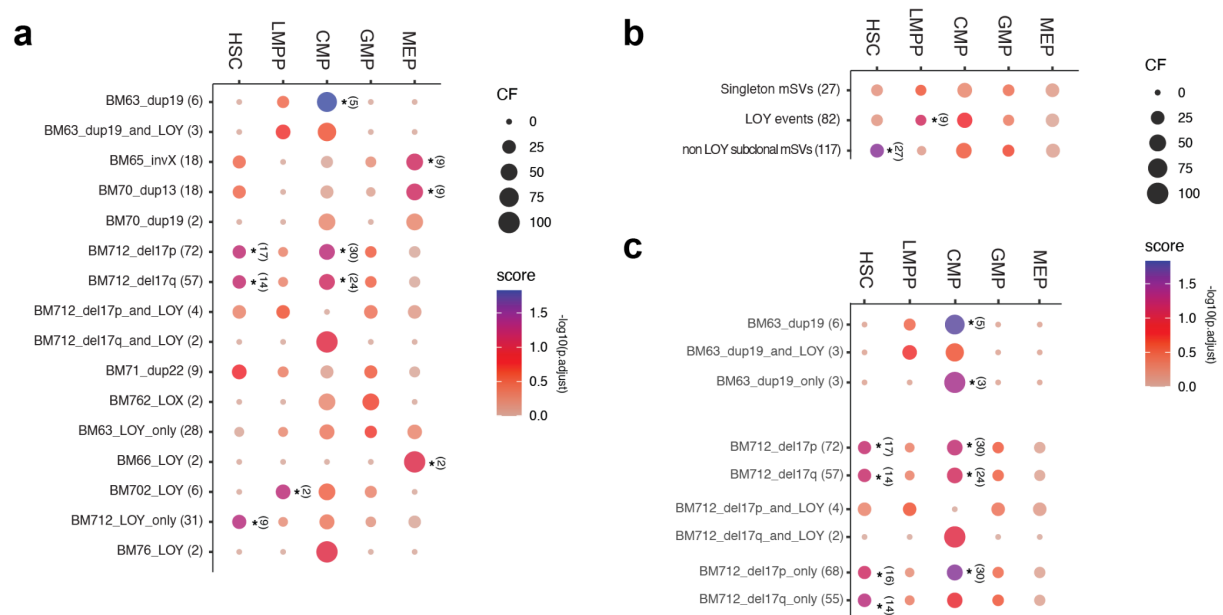 a
HSC
LMPP
CMP
GMP
MEP
BM63_dup19 (6)
*(5)
BM63_dup19_and_LOY (3)
BM65_invX (18)
*(9)
BM70_dup13 (18)
*(9)
BM70_dup19 (2)
BM712_del17p (72)
*(17)
*(30)
BM712_del17q (57)
*(14)
*(24)
BM712_del17p_and_LOY (4)
BM712_del17q_and_LOY (2)
BM71_dup22 (9)
BM762_LOX (2)
BM63_LOY_only (28)
BM66_LOY (2)
*(2)
BM702_LOY (6)
*(2)
BM712_LOY_only (31)
*(9)
BM76_LOY (2)
CF
0
25
50
75
100
score
1.5
1.0
0.5
0.0
-log10(p.adjust)
b
HSC
LMPP
CMP
GMP
MEP
Singleton mSVs (27)
LOY events (82)
*(9)
non LOY subclonal mSVs (117)
*(27)
CF
0
25
50
75
100
score
1.5
1.0
0.5
0.0
-log10(p.adjust)
c
HSC
LMPP
CMP
GMP
MEP
BM63_dup19 (6)
*(5)
BM63_dup19_and_LOY (3)
BM63_dup19_only (3)
*(3)
BM712_del17p (72)
*(17)
*(30)
BM712_del17q (57)
*(14)
*(24)
BM712_del17p_and_LOY (4)
BM712_del17q_and_LOY (2)
BM712_del17p_only (68)
*(16)
*(30)
BM712_del17q_only (55)
*(14)